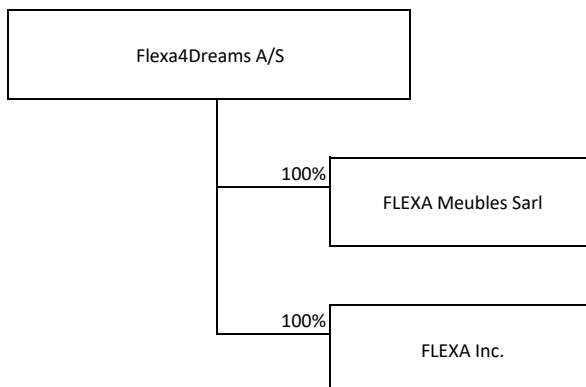 Flexa4Dreams A/S
100%
FLEXA Meubles Sarl
100%
FLEXA Inc.